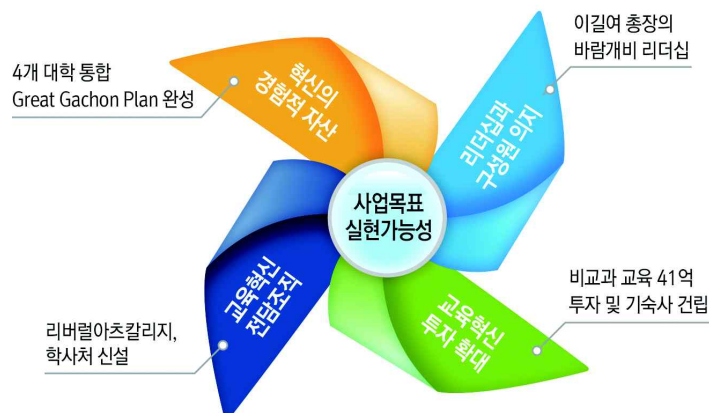 4개 대학 통합
Great Gachon Plan 완성
혁신의
경험적 자산
이길여 총장의
바람개비 리더십
리더십과
구성원 의지
사업목표
실현가능성
교육혁신
전담조직
리버럴아츠칼리지,
학사처 신설
교육혁신
투자 확대
비교과 교육 41억
투자 및 기숙사 건립